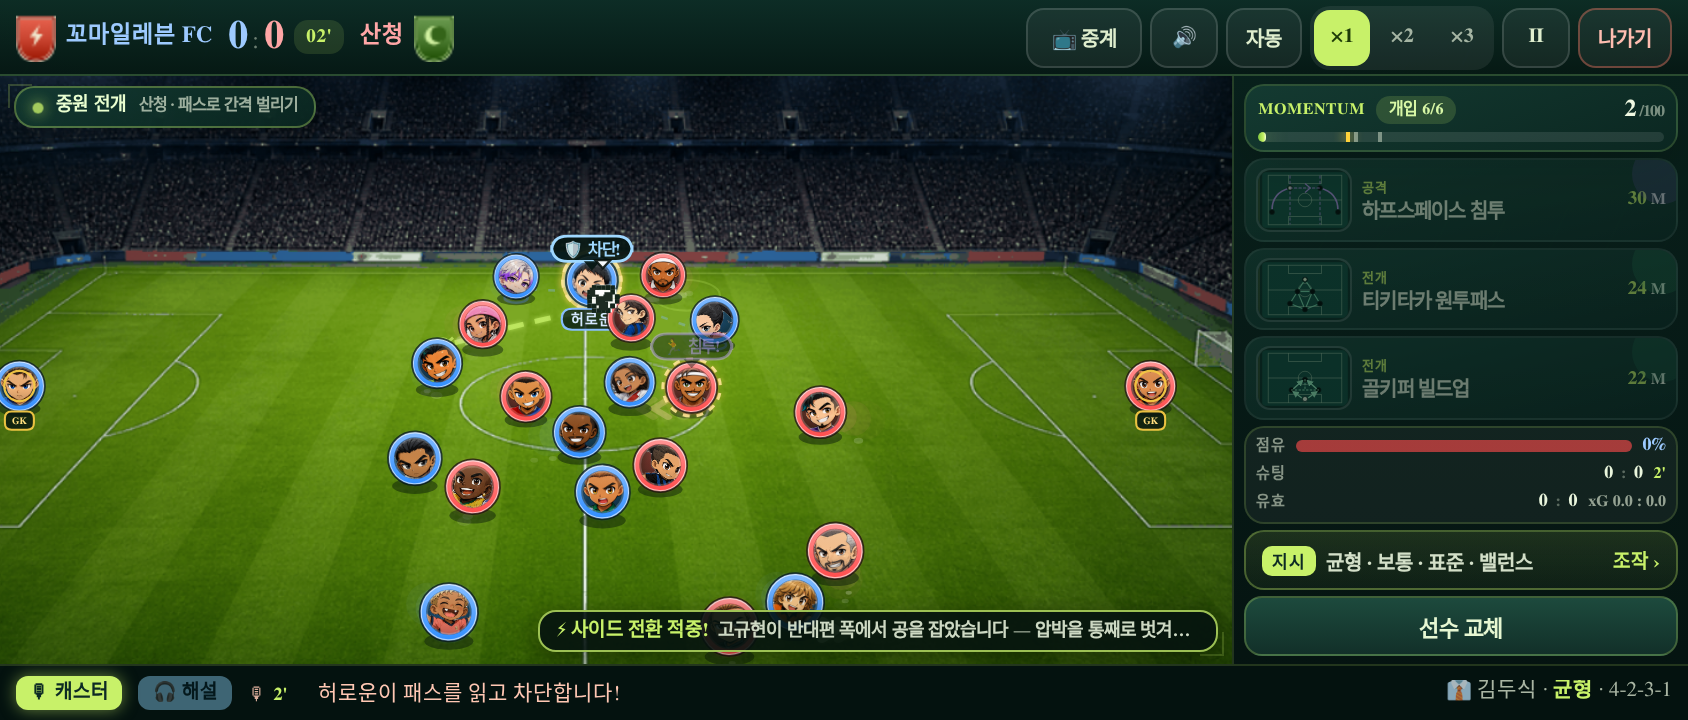 꼬마일레븐 FC 0 : 0 02' 산청
📺 중계 🔊 자동 ×1 ×2 ×3 II 나가기
중원 전개 산청 · 패스로 간격 벌리기
MOMENTUM 개입 6/6 2 /100
공격
하프스페이스 침투 30 M
전개
티키타카 원투패스 24 M
전개
골키퍼 빌드업 22 M
점유 0%
슈팅 0 : 0 2'
유효 0 : 0 xG 0.0 : 0.0
지시 균형 · 보통 · 표준 · 밸런스 조작 ›
선수 교체
🛡 차단!
허로운
🏃 침투!
GK
GK
⚡ 사이드 전환 적중! 고규현이 반대편 폭에서 공을 잡았습니다 — 압박을 통째로 벗겨…
🎙 캐스터 🎧 해설 🎙 2' 허로운이 패스를 읽고 차단합니다!
👔 김두식 · 균형 · 4-2-3-1